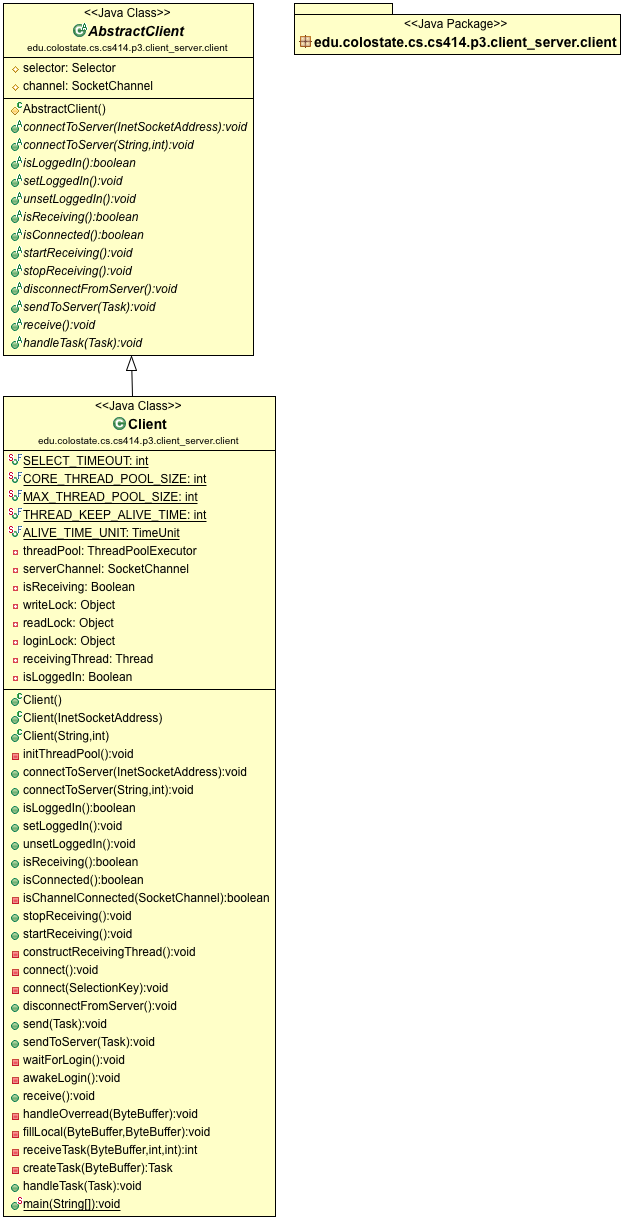 <<Java Class>>
AbstractClient
edu.colostate.cs.cs414.p3.client_server.client
selector: Selector
channel: SocketChannel
AbstractClient()
connectToServer(InetSocketAddress):void
connectToServer(String,int):void
isLoggedIn():boolean
setLoggedIn():void
unsetLoggedIn():void
isReceiving():boolean
isConnected():boolean
startReceiving():void
stopReceiving():void
disconnectFromServer():void
sendToServer(Task):void
receive():void
handleTask(Task):void
<<Java Package>>
edu.colostate.cs.cs414.p3.client_server.client
<<Java Class>>
Client
edu.colostate.cs.cs414.p3.client_server.client
SELECT_TIMEOUT: int
CORE_THREAD_POOL_SIZE: int
MAX_THREAD_POOL_SIZE: int
THREAD_KEEP_ALIVE_TIME: int
ALIVE_TIME_UNIT: TimeUnit
threadPool: ThreadPoolExecutor
serverChannel: SocketChannel
isReceiving: Boolean
writeLock: Object
readLock: Object
loginLock: Object
receivingThread: Thread
isLoggedIn: Boolean
Client()
Client(InetSocketAddress)
Client(String,int)
initThreadPool():void
connectToServer(InetSocketAddress):void
connectToServer(String,int):void
isLoggedIn():boolean
setLoggedIn():void
unsetLoggedIn():void
isReceiving():boolean
isConnected():boolean
isChannelConnected(SocketChannel):boolean
stopReceiving():void
startReceiving():void
constructReceivingThread():void
connect():void
connect(SelectionKey):void
disconnectFromServer():void
send(Task):void
sendToServer(Task):void
waitForLogin():void
awakeLogin():void
receive():void
handleOverread(ByteBuffer):void
fillLocal(ByteBuffer,ByteBuffer):void
receiveTask(ByteBuffer,int,int):int
createTask(ByteBuffer):Task
handleTask(Task):void
main(String[]):void